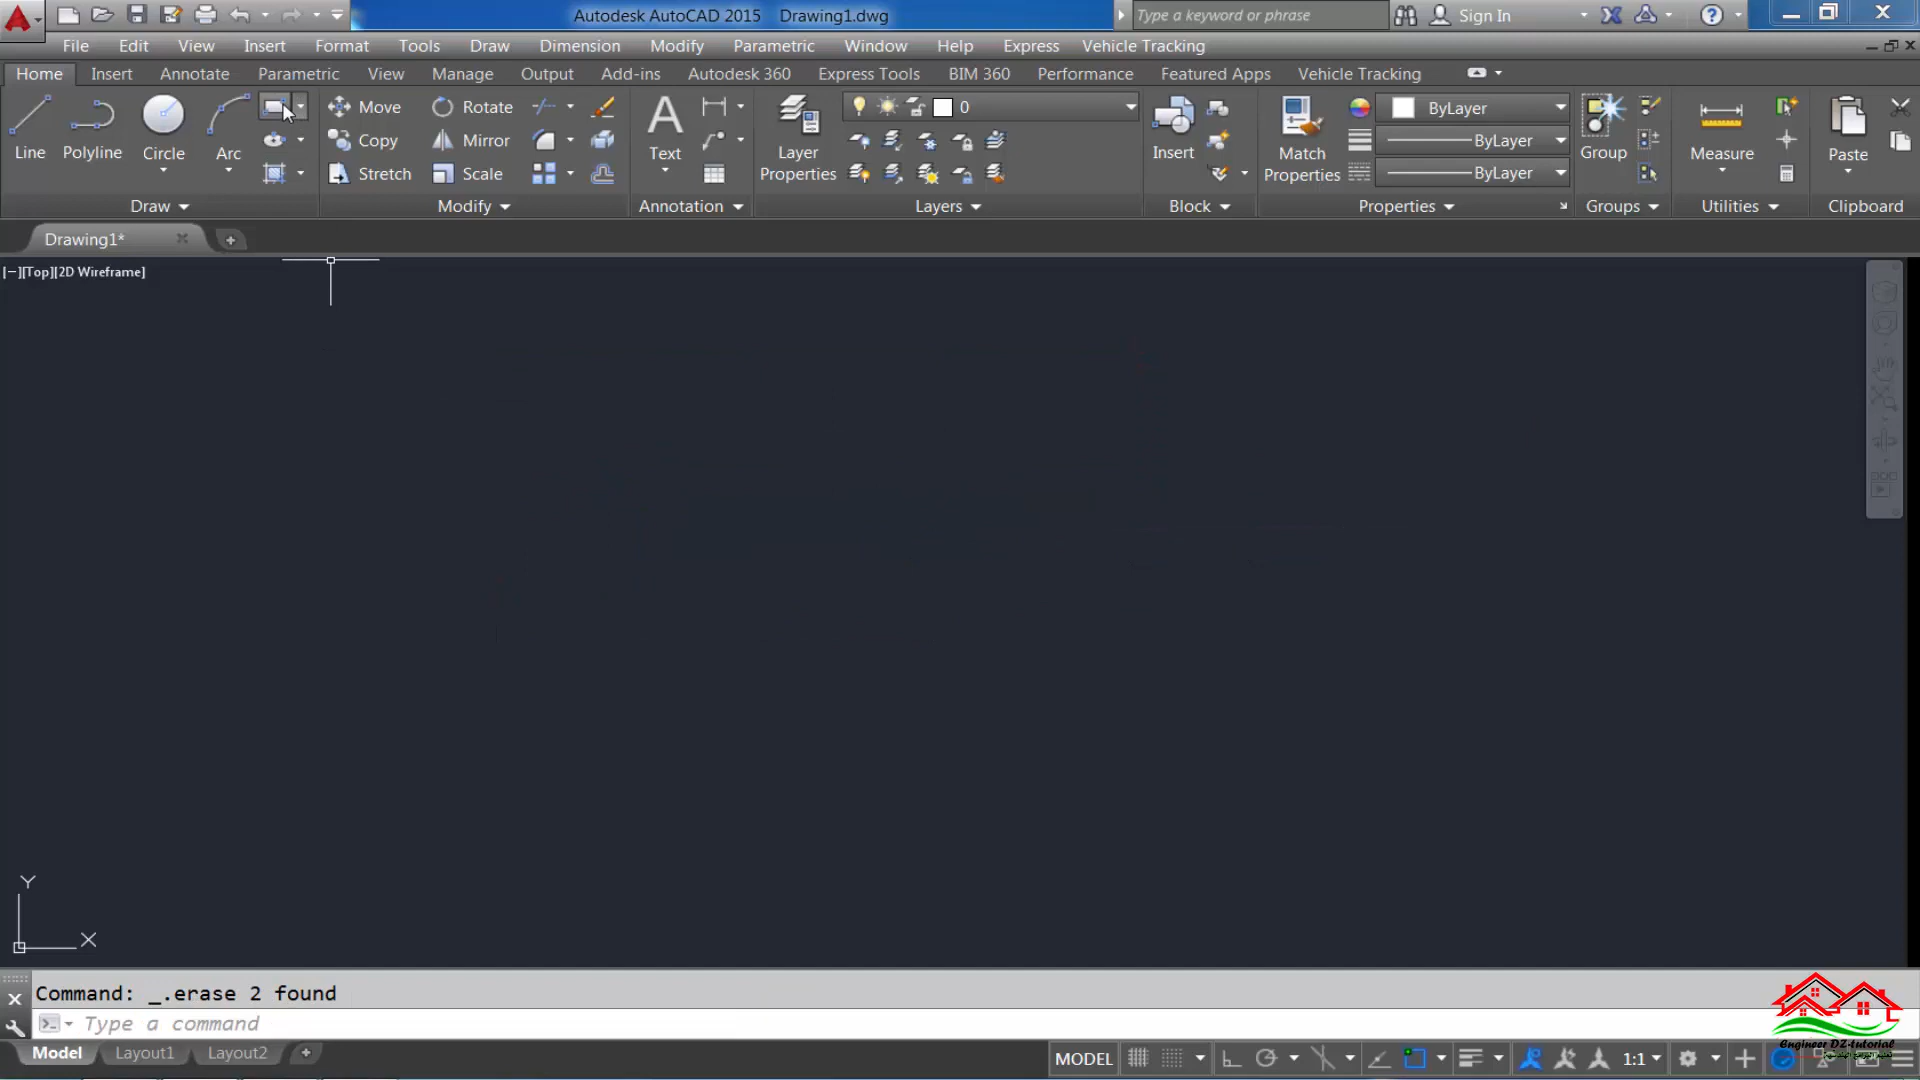 Autodesk AutoCAD 2015 Drawing1.dwg
Type a keyword or phrase
Sign In
File Edit View Insert Format Tools Draw Dimension Modify Parametric Window Help Express Vehicle Tracking
Home Insert Annotate Parametric View Manage Output Add-ins Autodesk 360 Express Tools BIM 360 Performance Featured Apps Vehicle Tracking
Move Rotate 0 ByLayer
Copy Mirror ByLayer
Line Polyline Circle Arc Text Layer Properties Insert Match Properties Group Measure Paste
Stretch Scale ByLayer
Draw Modify Annotation Layers Block Properties Groups Utilities Clipboard
Drawing1*
[−][Top][2D Wireframe]
Y
X
Command: _.erase 2 found
Type a command
Model Layout1 Layout2
MODEL 1:1
Engineer DZ-tutorial